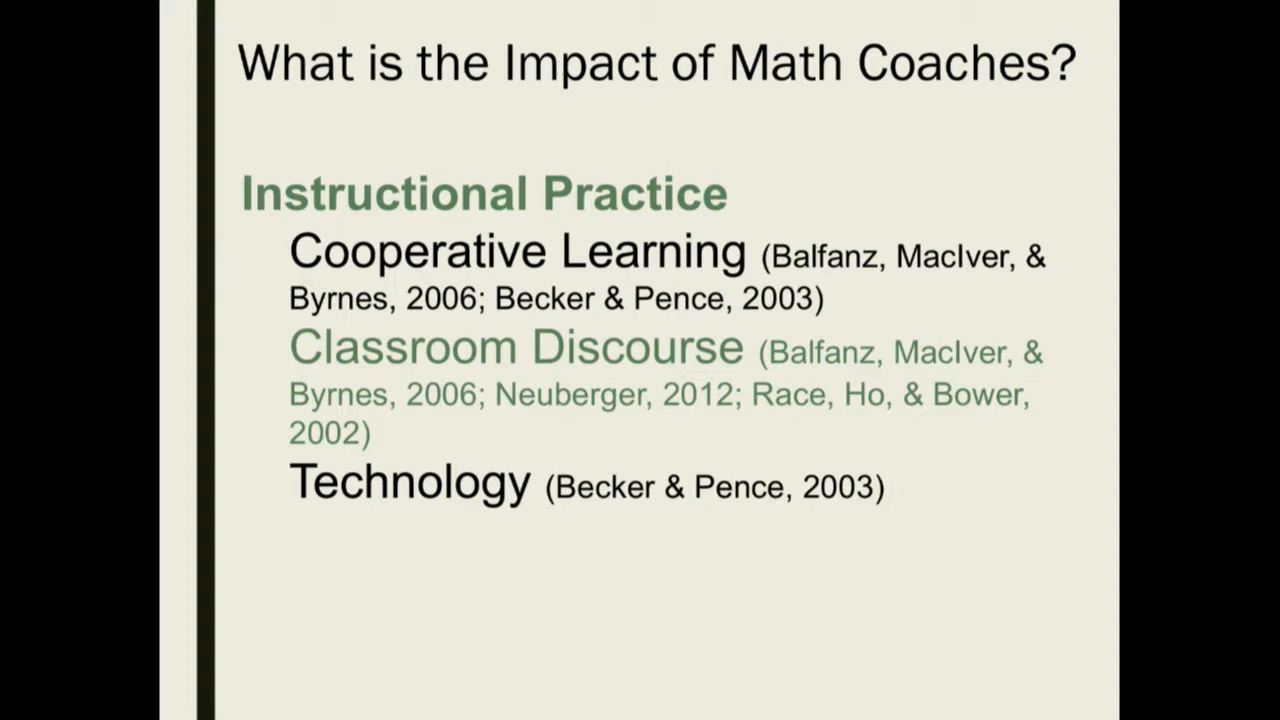 What is the Impact of Math Coaches?
Instructional Practice
Cooperative Learning (Balfanz, MacIver, &
Byrnes, 2006; Becker & Pence, 2003)
Classroom Discourse (Balfanz, MacIver, &
Byrnes, 2006; Neuberger, 2012; Race, Ho, & Bower,
2002)
Technology (Becker & Pence, 2003)